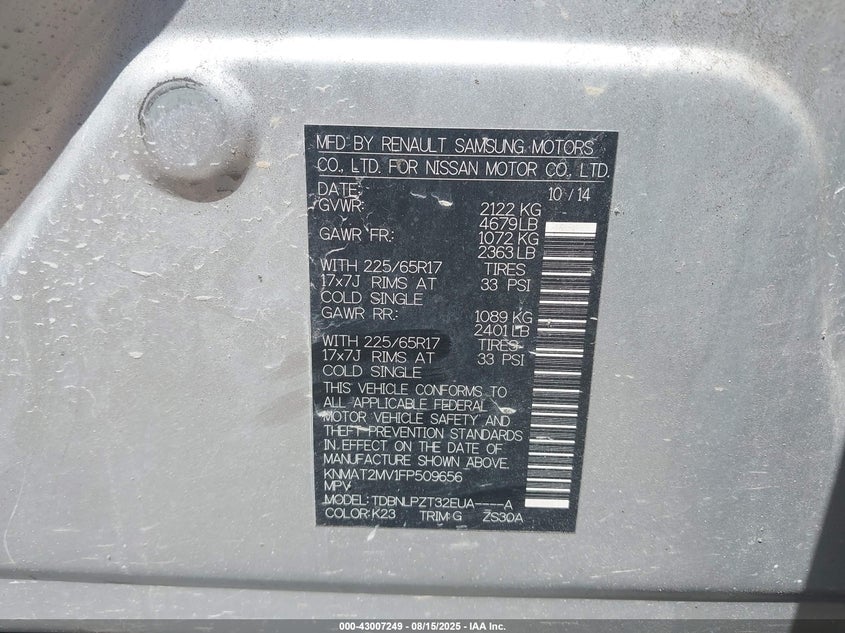 MFD BY RENAULT SAMSUNG MOTORS
CO., LTD. FOR NISSAN MOTOR CO., LTD.
DATE: 10/14
GVWR: 2122 KG
4679 LB
GAWR FR.: 1072 KG
2363 LB
WITH 225/65R17 TIRES
17x7J RIMS AT 33 PSI
COLD SINGLE
GAWR RR.: 1089 KG
2401 LB
WITH 225/65R17 TIRES
17x7J RIMS AT 33 PSI
COLD SINGLE
THIS VEHICLE CONFORMS TO
ALL APPLICABLE FEDERAL
MOTOR VEHICLE SAFETY AND
THEFT PREVENTION STANDARDS
IN EFFECT ON THE DATE OF
MANUFACTURE SHOWN ABOVE.
KNMAT2MV1FP509656
MPV
MODEL: TDBNLPZT32EUA----A
COLOR: K23 TRIM: G ZS30A
000-43007249 - 08/15/2025 - IAA Inc.